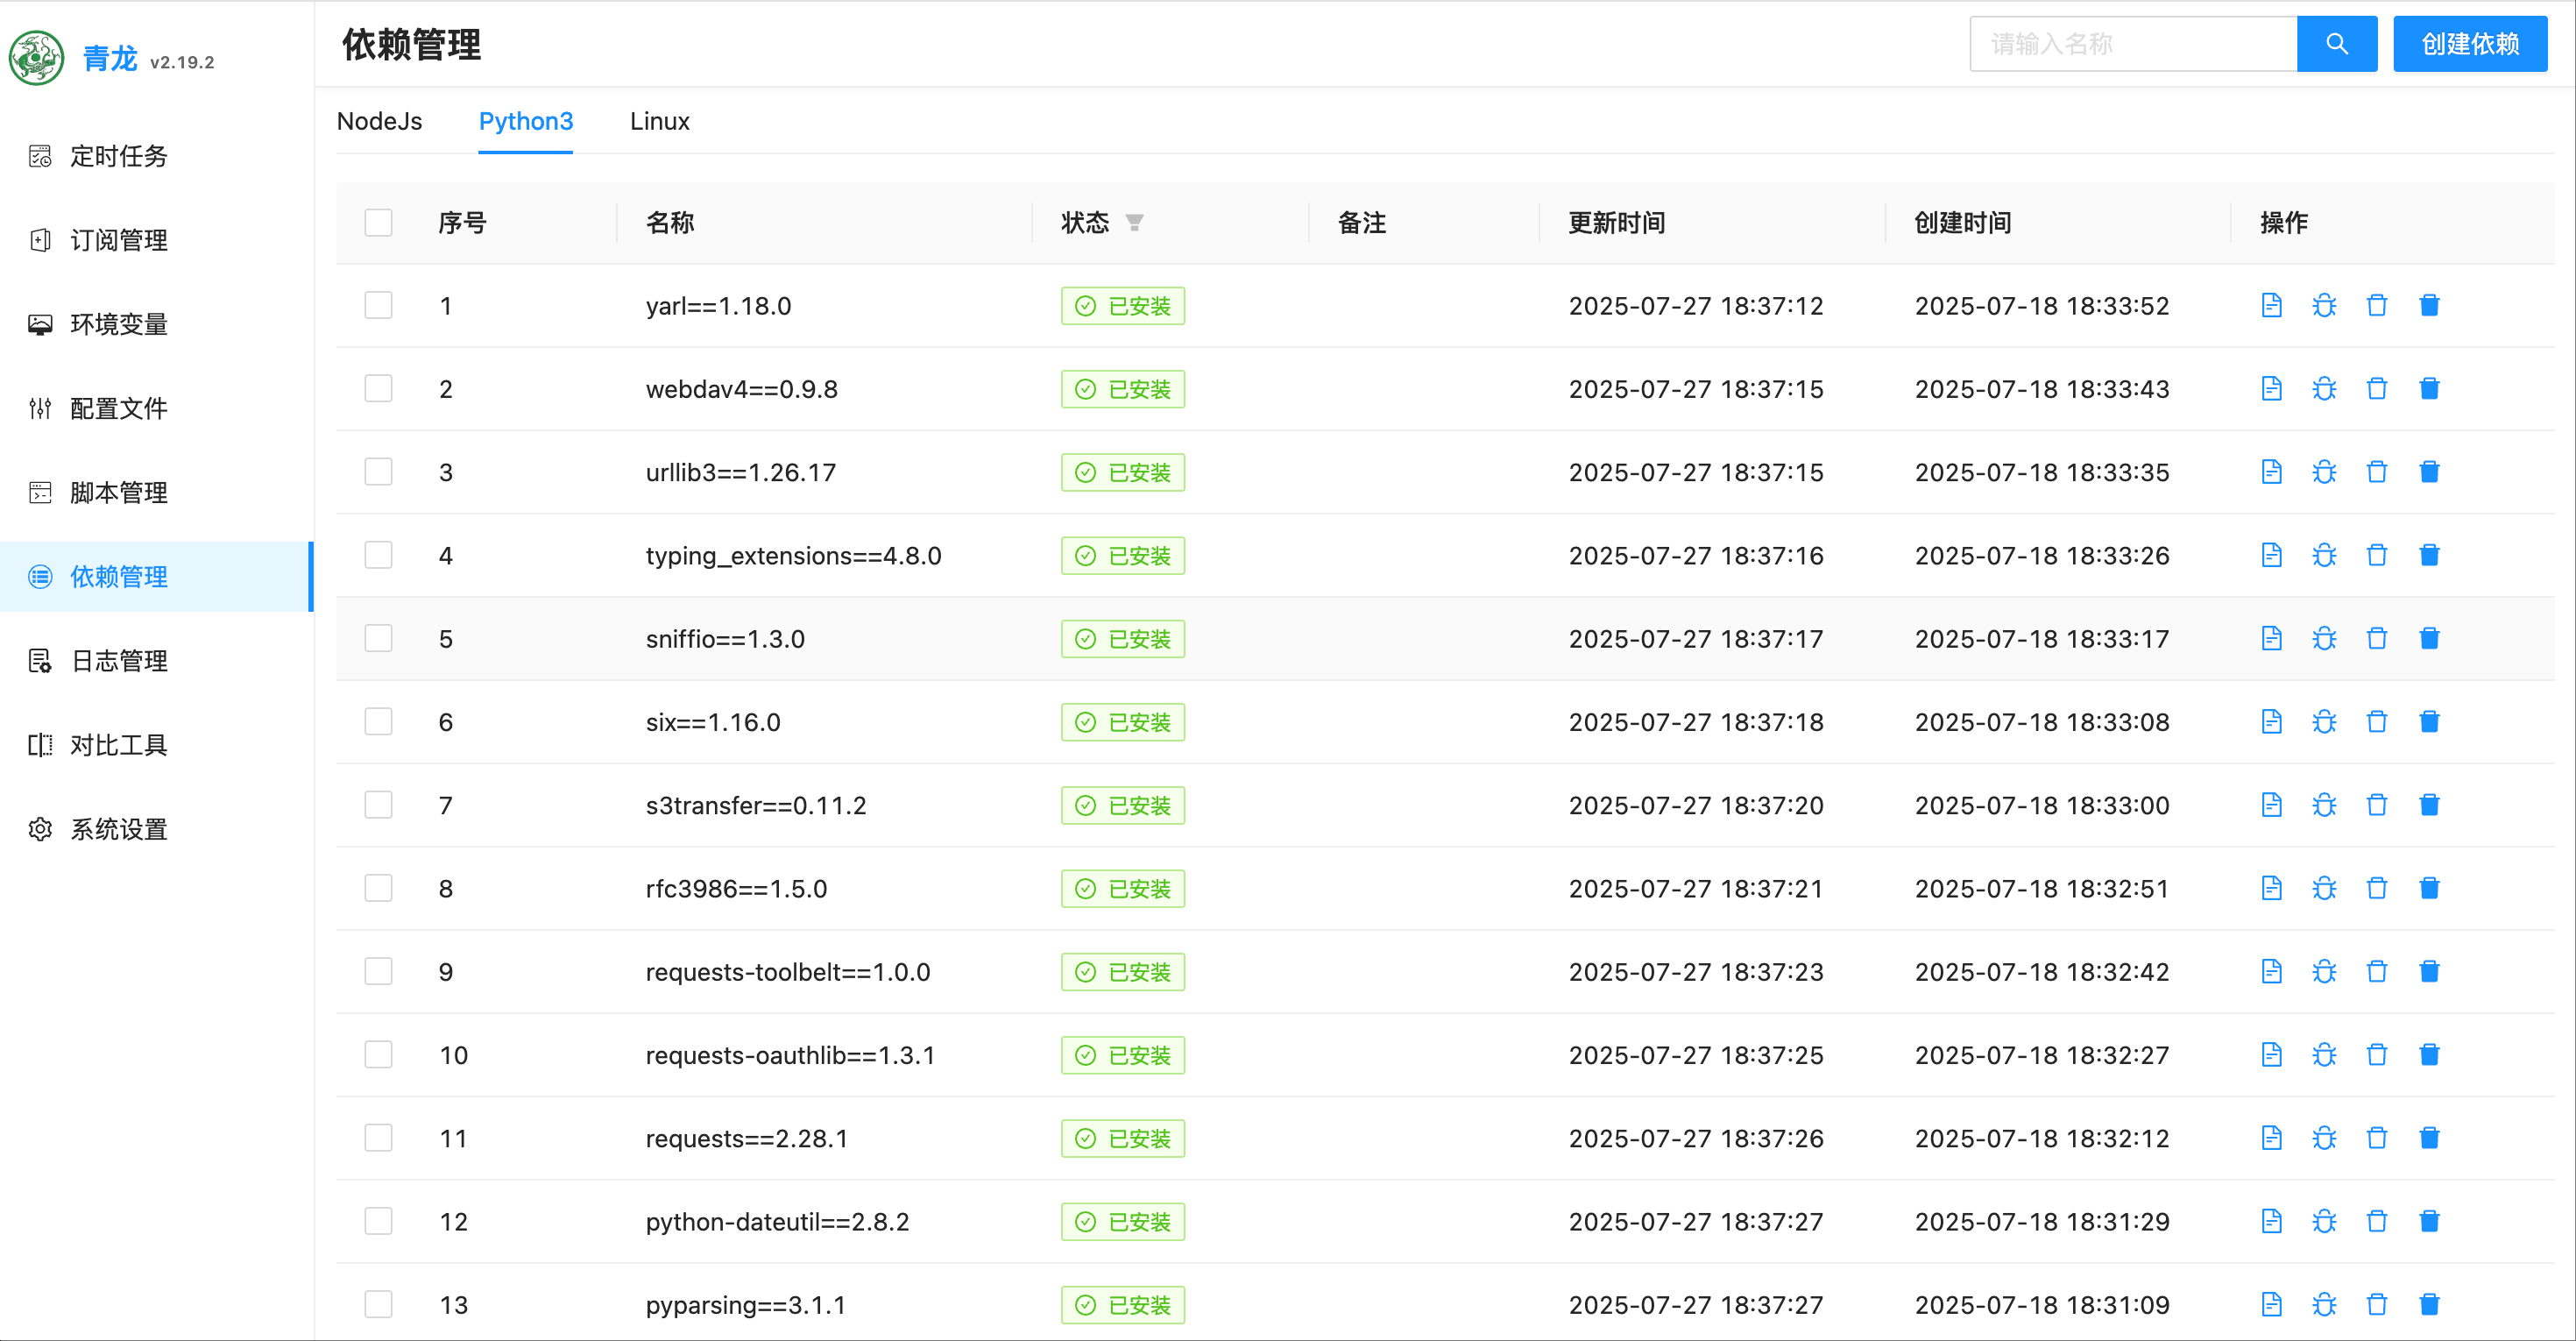 青龙 v2.19.2
定时任务
订阅管理
环境变量
配置文件
脚本管理
依赖管理
日志管理
对比工具
系统设置
依赖管理
请输入名称
创建依赖
NodeJs Python3 Linux
序号 名称 状态 备注 更新时间 创建时间 操作
1 yarl==1.18.0 已安装 2025-07-27 18:37:12 2025-07-18 18:33:52
2 webdav4==0.9.8 已安装 2025-07-27 18:37:15 2025-07-18 18:33:43
3 urllib3==1.26.17 已安装 2025-07-27 18:37:15 2025-07-18 18:33:35
4 typing_extensions==4.8.0 已安装 2025-07-27 18:37:16 2025-07-18 18:33:26
5 sniffio==1.3.0 已安装 2025-07-27 18:37:17 2025-07-18 18:33:17
6 six==1.16.0 已安装 2025-07-27 18:37:18 2025-07-18 18:33:08
7 s3transfer==0.11.2 已安装 2025-07-27 18:37:20 2025-07-18 18:33:00
8 rfc3986==1.5.0 已安装 2025-07-27 18:37:21 2025-07-18 18:32:51
9 requests-toolbelt==1.0.0 已安装 2025-07-27 18:37:23 2025-07-18 18:32:42
10 requests-oauthlib==1.3.1 已安装 2025-07-27 18:37:25 2025-07-18 18:32:27
11 requests==2.28.1 已安装 2025-07-27 18:37:26 2025-07-18 18:32:12
12 python-dateutil==2.8.2 已安装 2025-07-27 18:37:27 2025-07-18 18:31:29
13 pyparsing==3.1.1 已安装 2025-07-27 18:37:27 2025-07-18 18:31:09